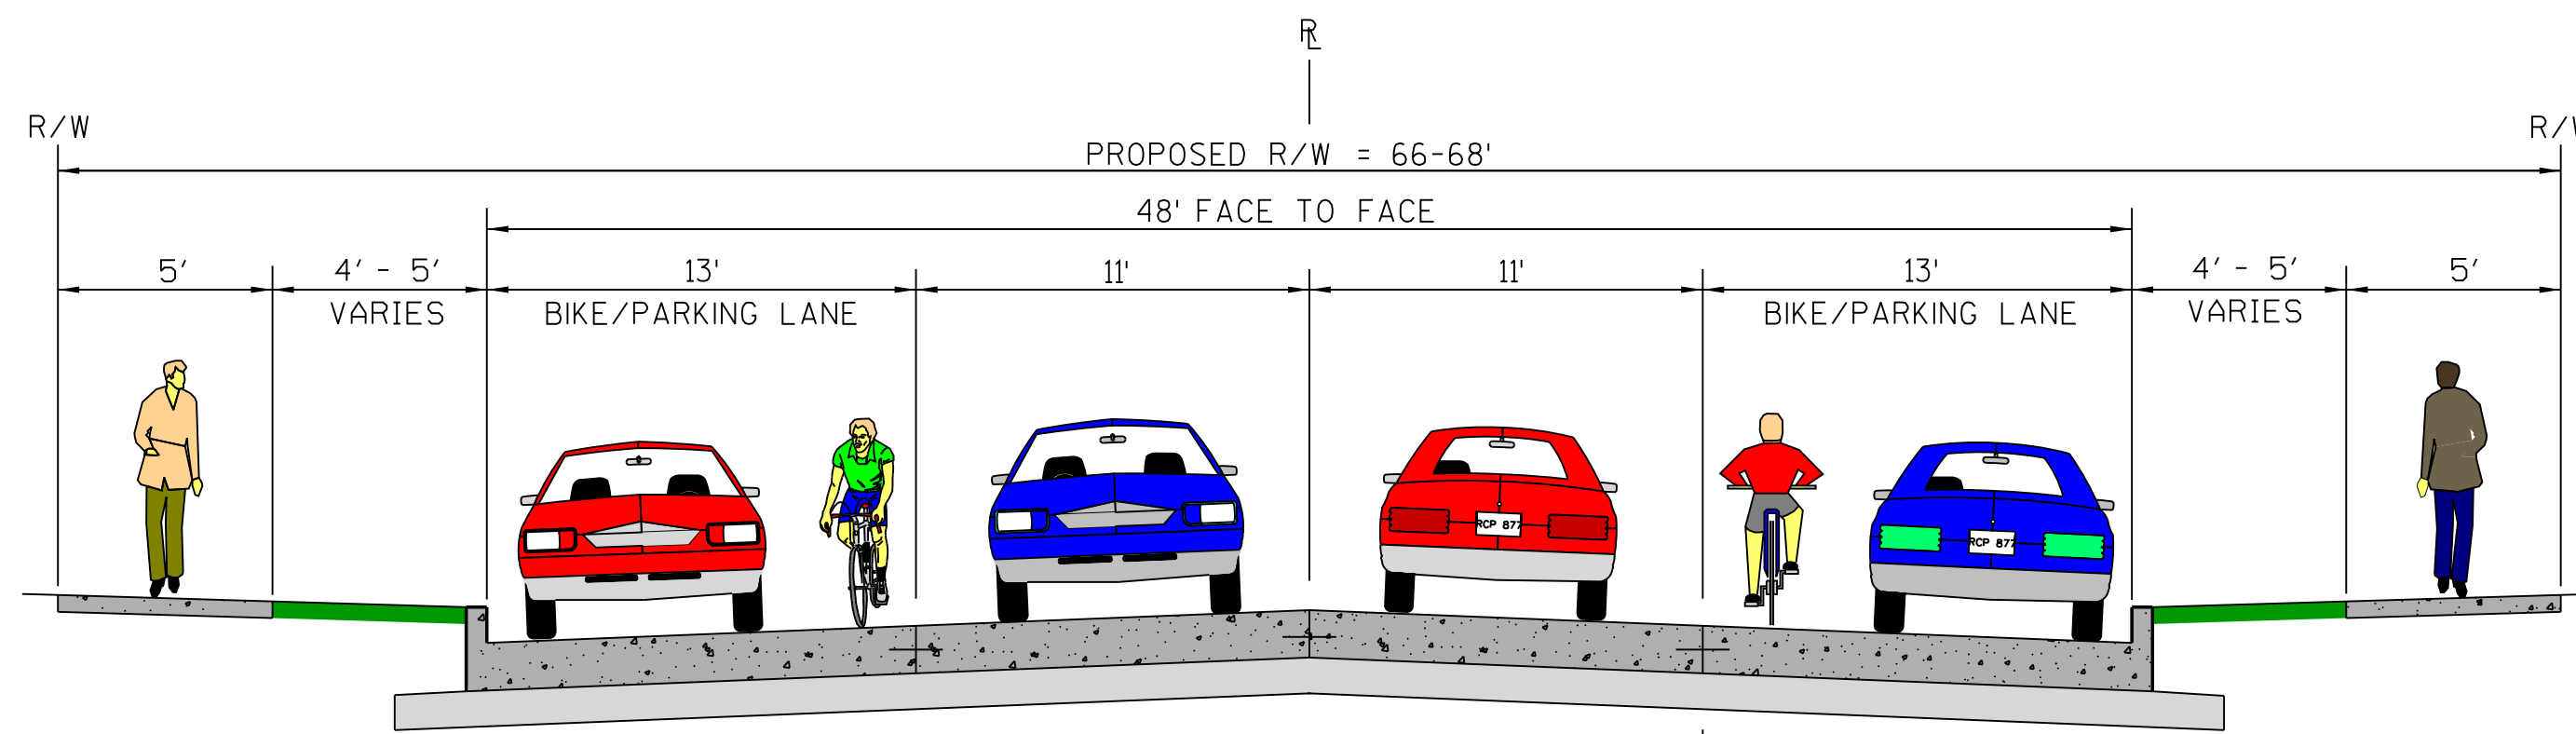 R
L
R/W
R/W
PROPOSED R/W = 66-68'
48' FACE TO FACE
5' 4' - 5' 13' 11' 11' 13' 4' - 5' 5'
VARIES BIKE/PARKING LANE BIKE/PARKING LANE VARIES
RCP 877
RCP 877